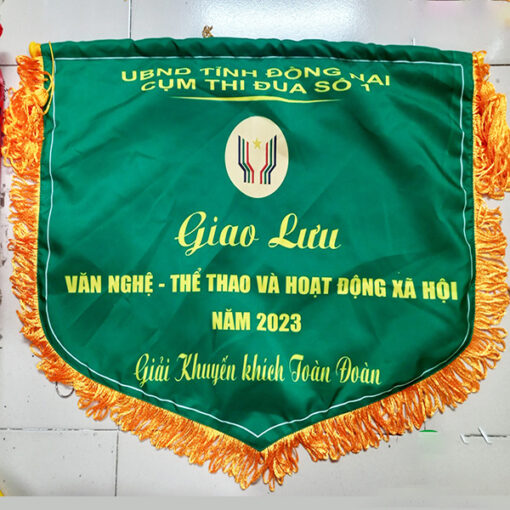 UBND TỈNH ĐỒNG NAI
CỤM THI ĐUA SỐ 1
Giao Lưu
VĂN NGHỆ - THỂ THAO VÀ HOẠT ĐỘNG XÃ HỘI
NĂM 2023
Giải Khuyến khích Toàn Đoàn